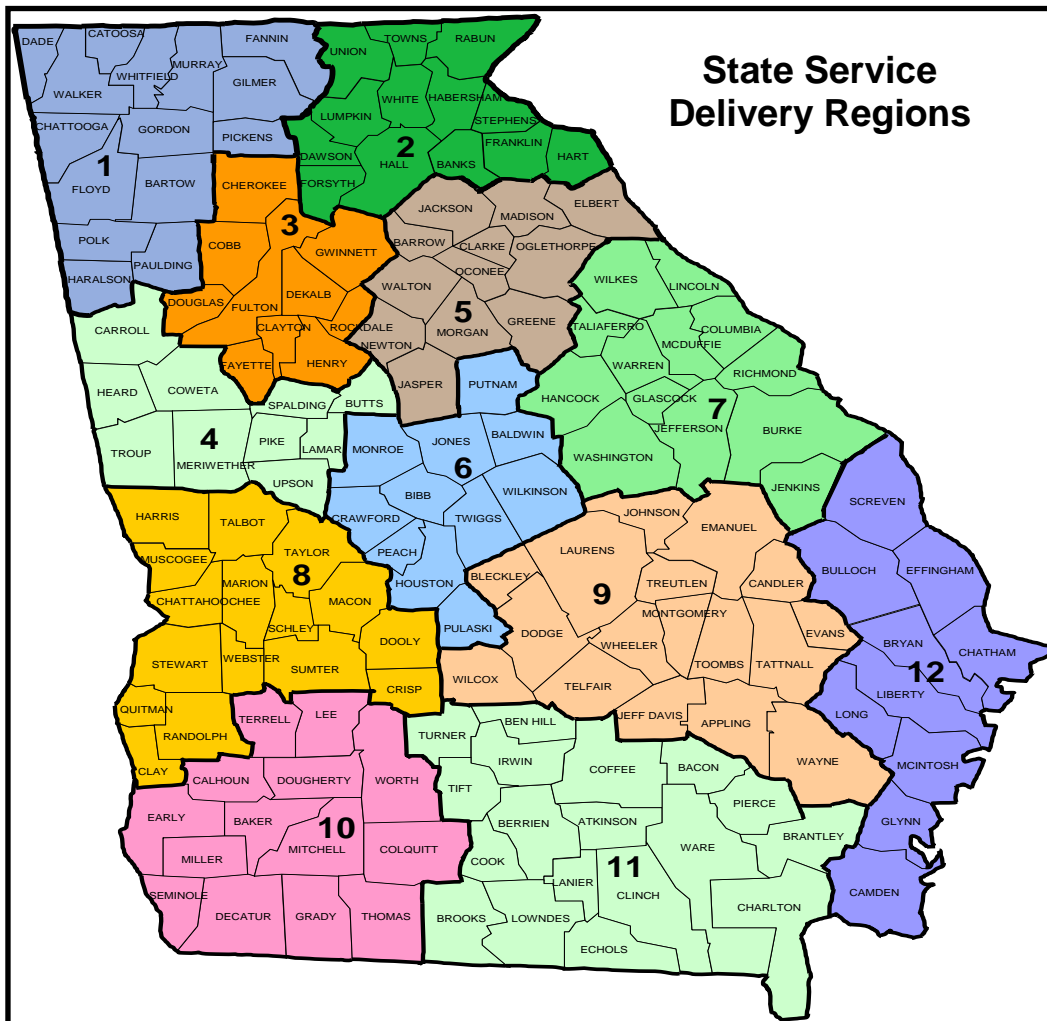 State Service
Delivery Regions
DADE
CATOOSA
FANNIN
UNION
TOWNS
RABUN
WHITFIELD
MURRAY
GILMER
WALKER
WHITE
HABERSHAM
LUMPKIN
STEPHENS
CHATTOOGA
GORDON
PICKENS
1
2
DAWSON
HALL
BANKS
FRANKLIN
HART
FLOYD
BARTOW
FORSYTH
CHEROKEE
3
JACKSON
MADISON
ELBERT
POLK
COBB
GWINNETT
BARROW
CLARKE
OGLETHORPE
HARALSON
PAULDING
OCONEE
WILKES
LINCOLN
DOUGLAS
FULTON
DEKALB
WALTON
5
CARROLL
CLAYTON
ROCKDALE
NEWTON
MORGAN
GREENE
TALIAFERRO
COLUMBIA
MCDUFFIE
FAYETTE
HENRY
WARREN
RICHMOND
HEARD
COWETA
JASPER
PUTNAM
HANCOCK
GLASCOCK
7
SPALDING
BUTTS
JEFFERSON
BURKE
4
PIKE
LAMAR
TROUP
MERIWETHER
MONROE
JONES
BALDWIN
6
WASHINGTON
UPSON
BIBB
WILKINSON
JENKINS
SCREVEN
HARRIS
TALBOT
CRAWFORD
TWIGGS
JOHNSON
EMANUEL
MUSCOGEE
TAYLOR
PEACH
LAURENS
8
MARION
HOUSTON
BLECKLEY
TREUTLEN
CANDLER
BULLOCH
EFFINGHAM
CHATTAHOOCHEE
MACON
9
MONTGOMERY
SCHLEY
DOOLY
PULASKI
DODGE
WHEELER
EVANS
BRYAN
CHATHAM
STEWART
WEBSTER
SUMTER
TOOMBS
TATTNALL
12
CRISP
WILCOX
TELFAIR
LIBERTY
QUITMAN
TERRELL
LEE
JEFF DAVIS
APPLING
LONG
RANDOLPH
TURNER
BEN HILL
CLAY
CALHOUN
DOUGHERTY
WORTH
IRWIN
COFFEE
BACON
WAYNE
MCINTOSH
TIFT
PIERCE
EARLY
BAKER
10
BERRIEN
ATKINSON
BRANTLEY
GLYNN
MILLER
MITCHELL
COLQUITT
COOK
WARE
11
SEMINOLE
LANIER
CLINCH
CAMDEN
DECATUR
GRADY
THOMAS
BROOKS
LOWNDES
CHARLTON
ECHOLS